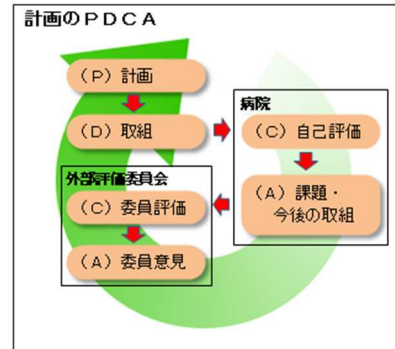 計画のＰＤＣＡ
（Ｐ）計画
（Ｄ）取組
病院
（Ｃ）自己評価
（Ａ）課題・
今後の取組
外部評価委員会
（Ｃ）委員評価
（Ａ）委員意見